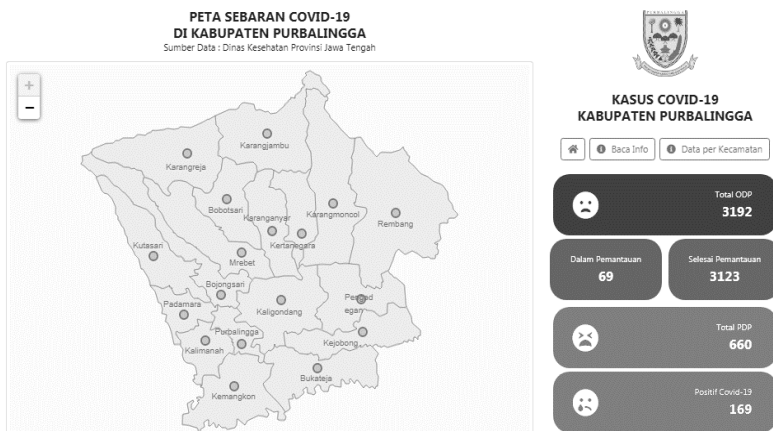 PETA SEBARAN COVID-19
DI KABUPATEN PURBALINGGA
Sumber Data : Dinas Kesehatan Provinsi Jawa Tengah
+
−
Karangjambu
Karangreja
Bobotsari
Karanganyar
Karangmoncol
Rembang
Kertanegara
Kutasari
Mrebet
Bojongsari
Padamara
Kaligondang
Pengad
egan
Purbalingga
Kalimanah
Kejobong
Bukateja
Kemangkon
PURBALINGGA
KASUS COVID-19
KABUPATEN PURBALINGGA
Baca Info
Data per Kecamatan
Total ODP
3192
Dalam Pemantauan
69
Selesai Pemantauan
3123
Total PDP
660
Positif Covid-19
169